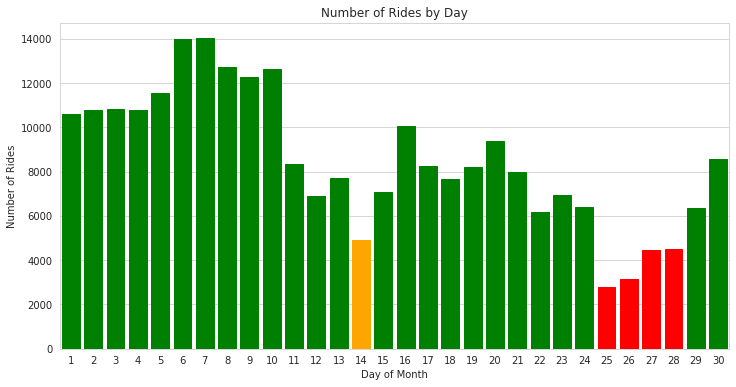 Number of Rides by Day
14000
12000
10000
8000
6000
4000
2000
0
Number of Rides
1 2 3 4 5 6 7 8 9 10 11 12 13 14 15 16 17 18 19 20 21 22 23 24 25 26 27 28 29 30
Day of Month